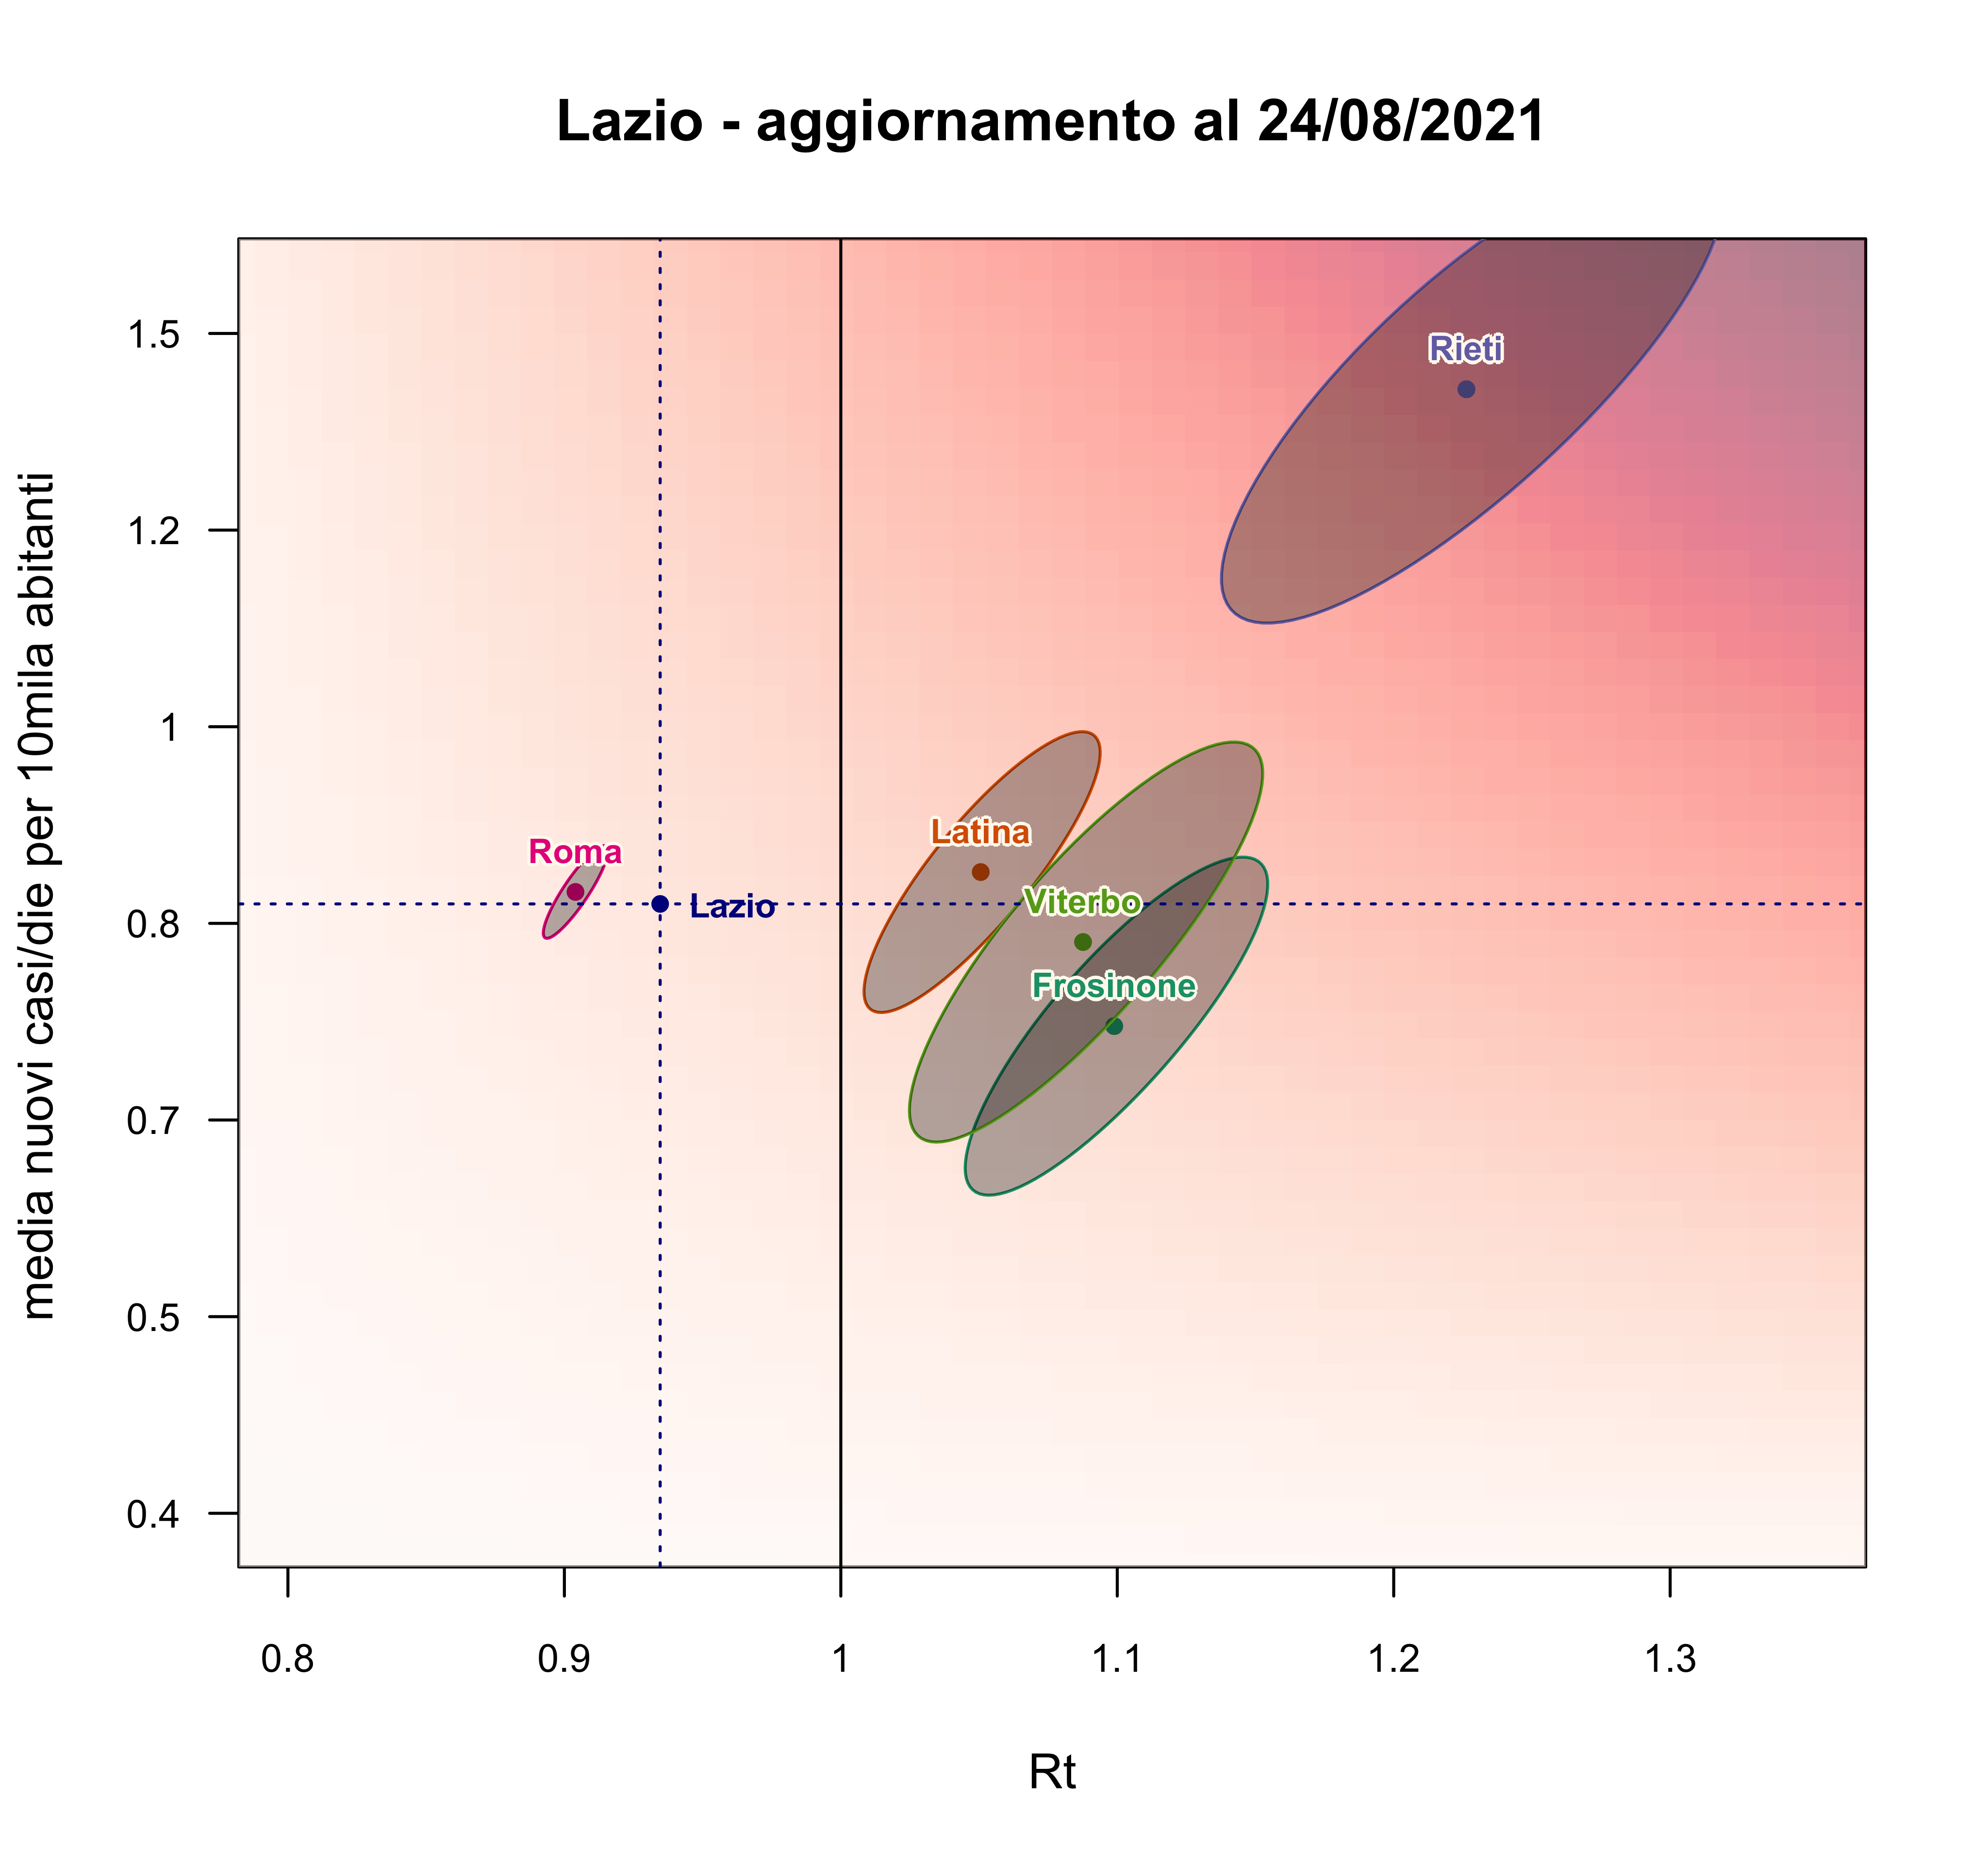 Lazio - aggiornamento al 24/08/2021
media nuovi casi/die per 10mila abitanti
1.5
1.2
1
0.8
0.7
0.5
0.4
Rieti
Latina
Roma
Viterbo
Lazio
Frosinone
0.8
0.9
1
1.1
1.2
1.3
Rt